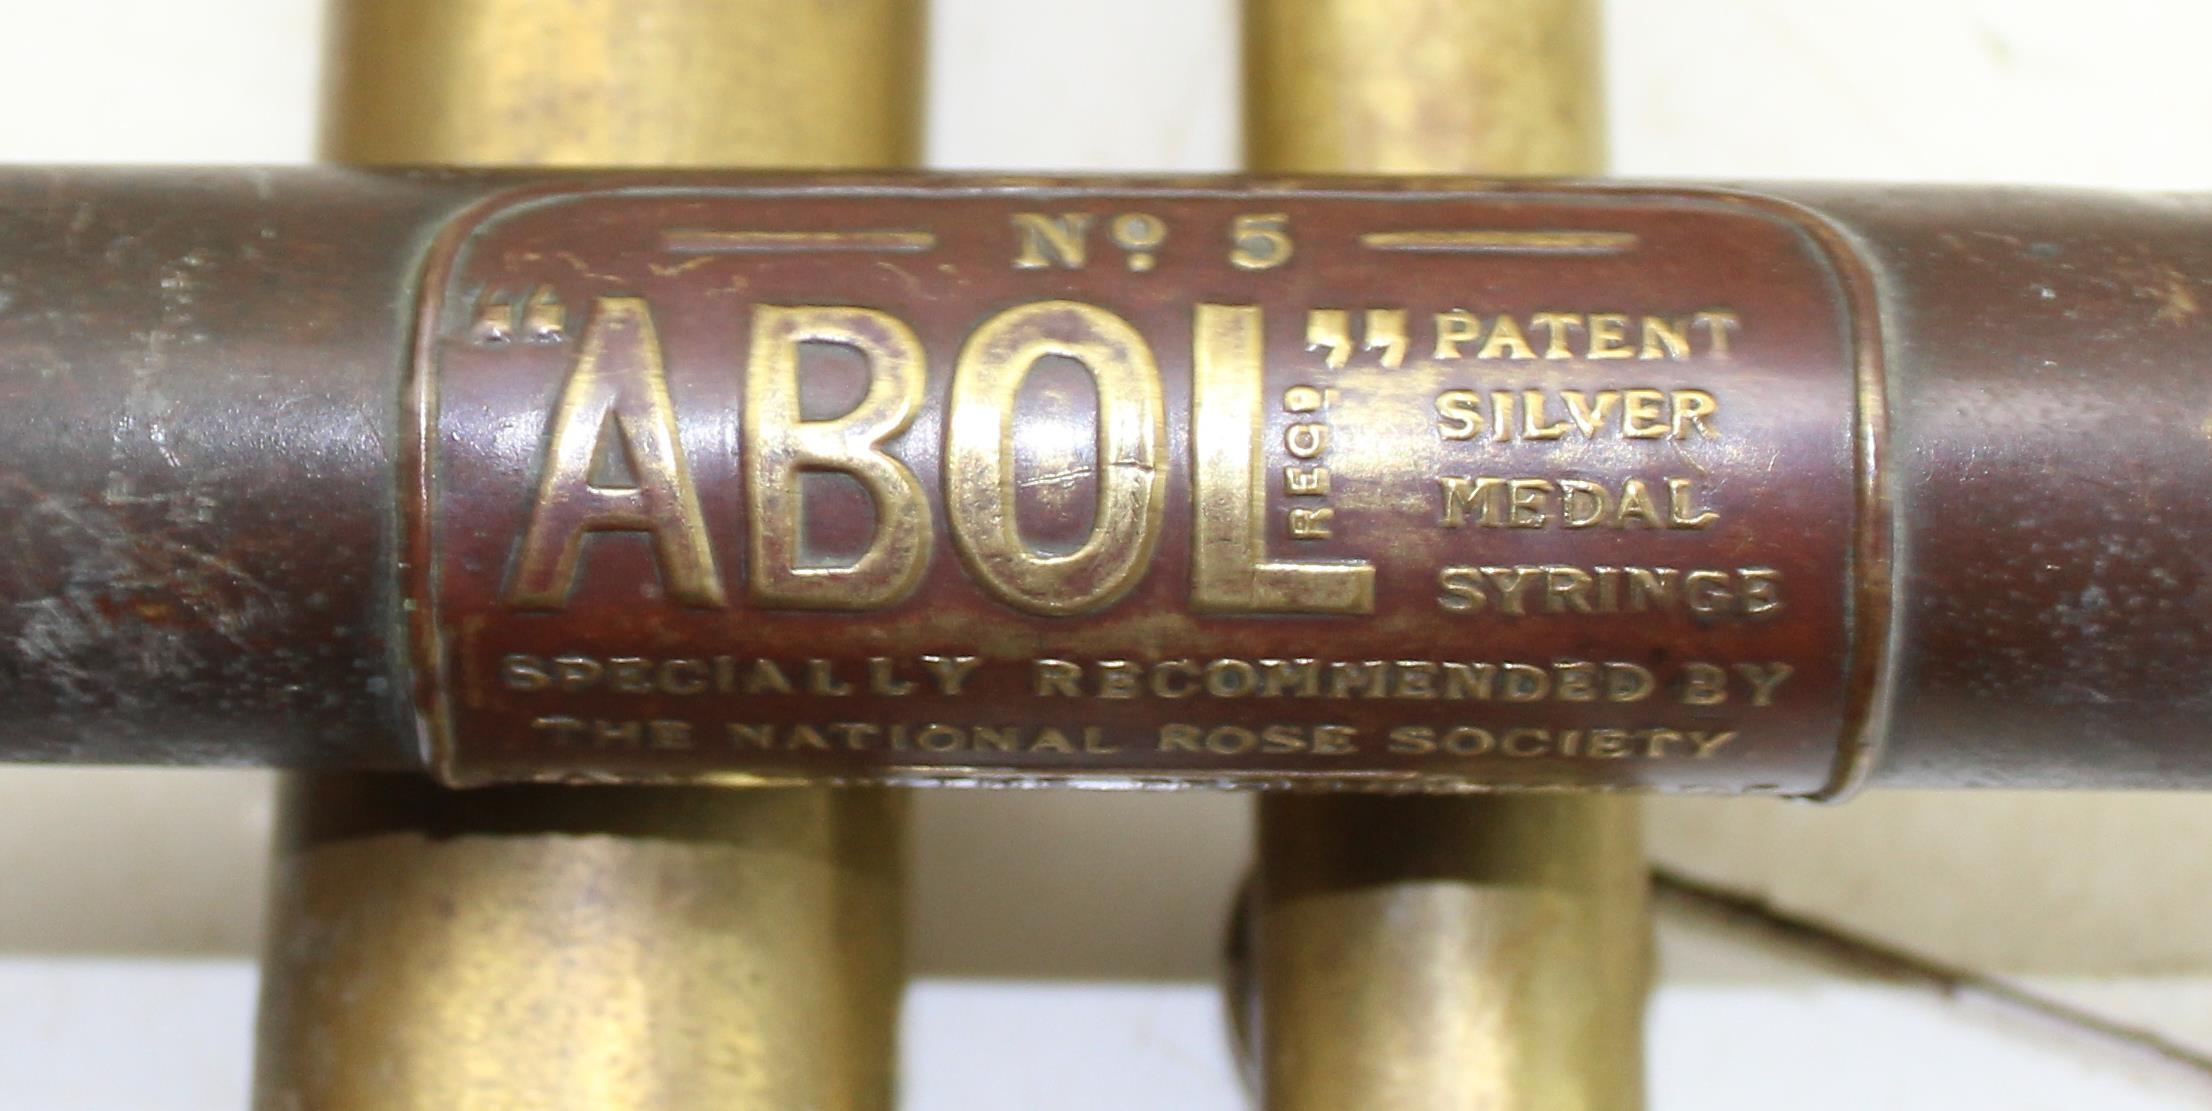 Nº 5
"ABOL" REGD
PATENT
SILVER
MEDAL
SYRINGE
SPECIALLY RECOMMENDED BY
THE NATIONAL ROSE SOCIETY